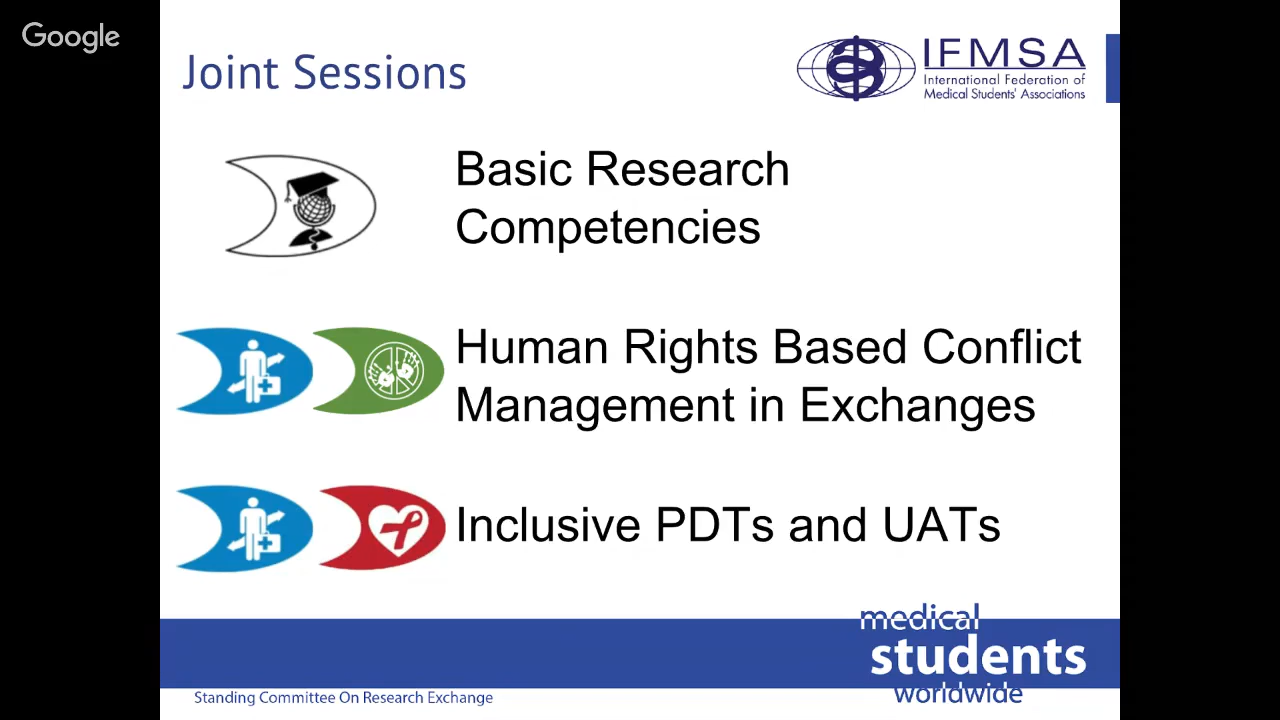 Google
Joint Sessions
IFMSA
International Federation of
Medical Students' Associations
Basic Research
Competencies
Human Rights Based Conflict
Management in Exchanges
Inclusive PDTs and UATs
medical
students
worldwide
Standing Committee On Research Exchange